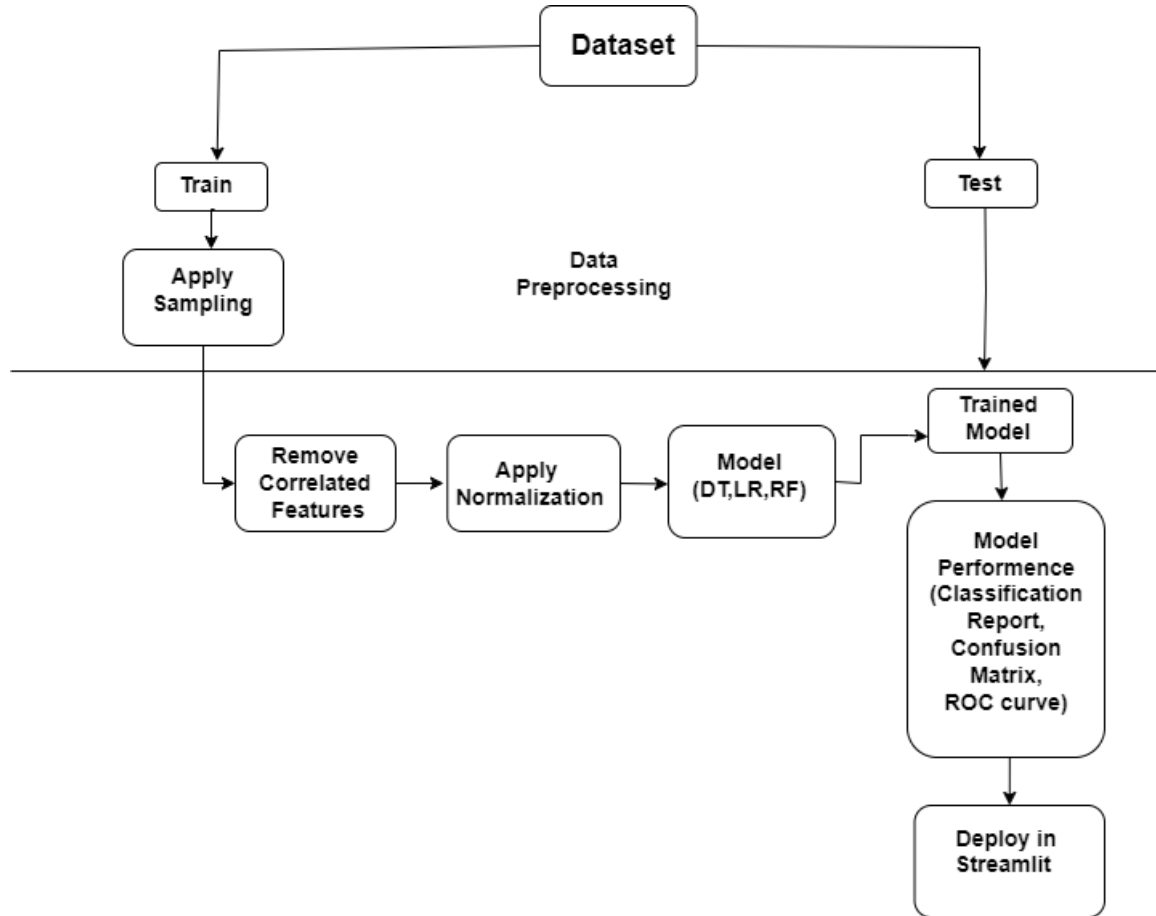 Dataset
Train
Test
Apply
Sampling
Data
Preprocessing
Remove
Correlated
Features
Apply
Normalization
Model
(DT,LR,RF)
Trained
Model
Model
Performence
(Classification
Report,
Confusion
Matrix,
ROC curve)
Deploy in
Streamlit